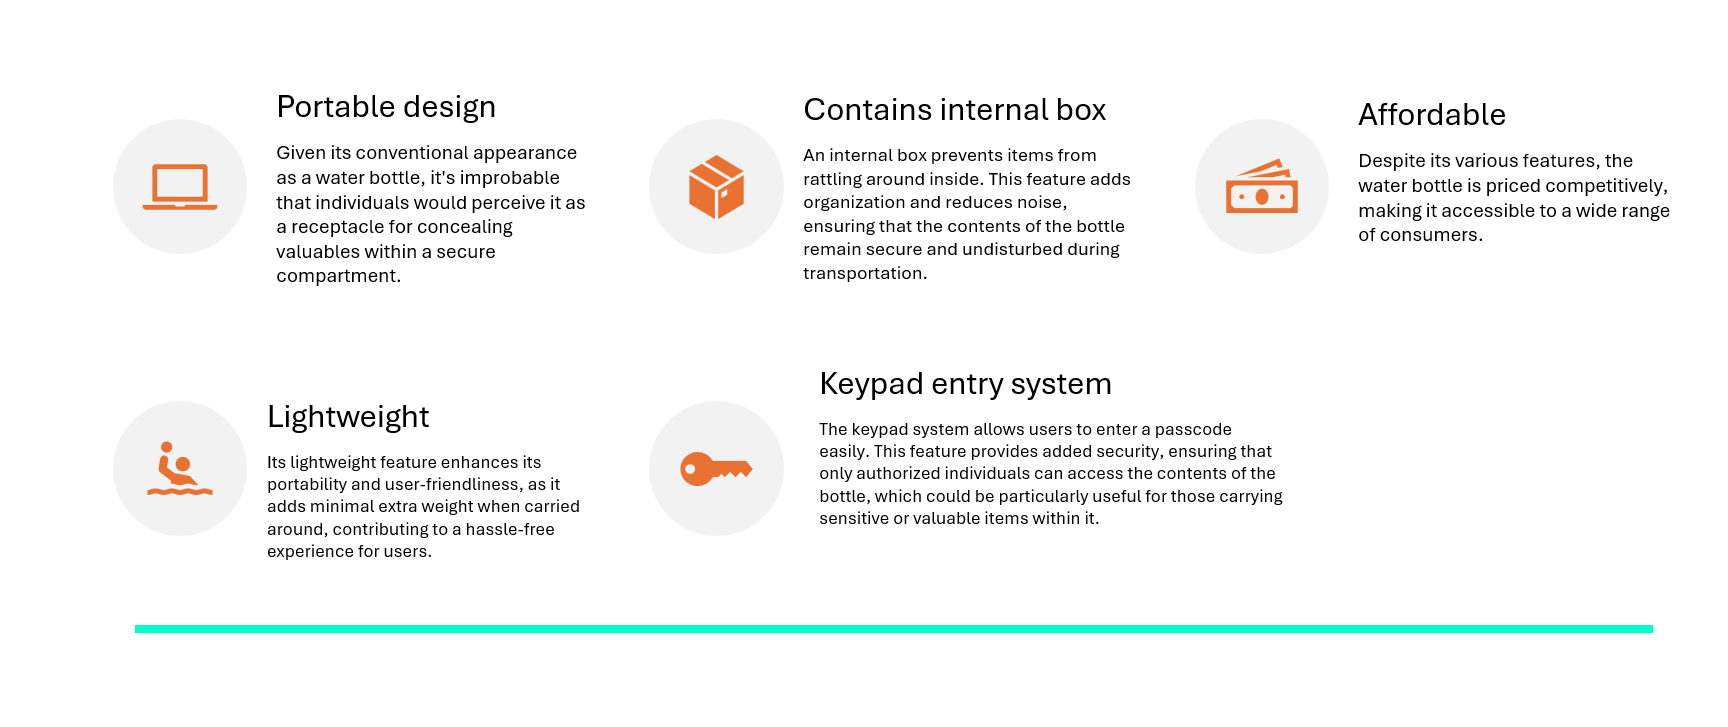 Portable design
Given its conventional appearance
as a water bottle, it's improbable
that individuals would perceive it as
a receptacle for concealing
valuables within a secure
compartment.
Contains internal box
An internal box prevents items from
rattling around inside. This feature adds
organization and reduces noise,
ensuring that the contents of the bottle
remain secure and undisturbed during
transportation.
Affordable
Despite its various features, the
water bottle is priced competitively,
making it accessible to a wide range
of consumers.
Lightweight
Its lightweight feature enhances its
portability and user-friendliness, as it
adds minimal extra weight when carried
around, contributing to a hassle-free
experience for users.
Keypad entry system
The keypad system allows users to enter a passcode
easily. This feature provides added security, ensuring that
only authorized individuals can access the contents of the
bottle, which could be particularly useful for those carrying
sensitive or valuable items within it.